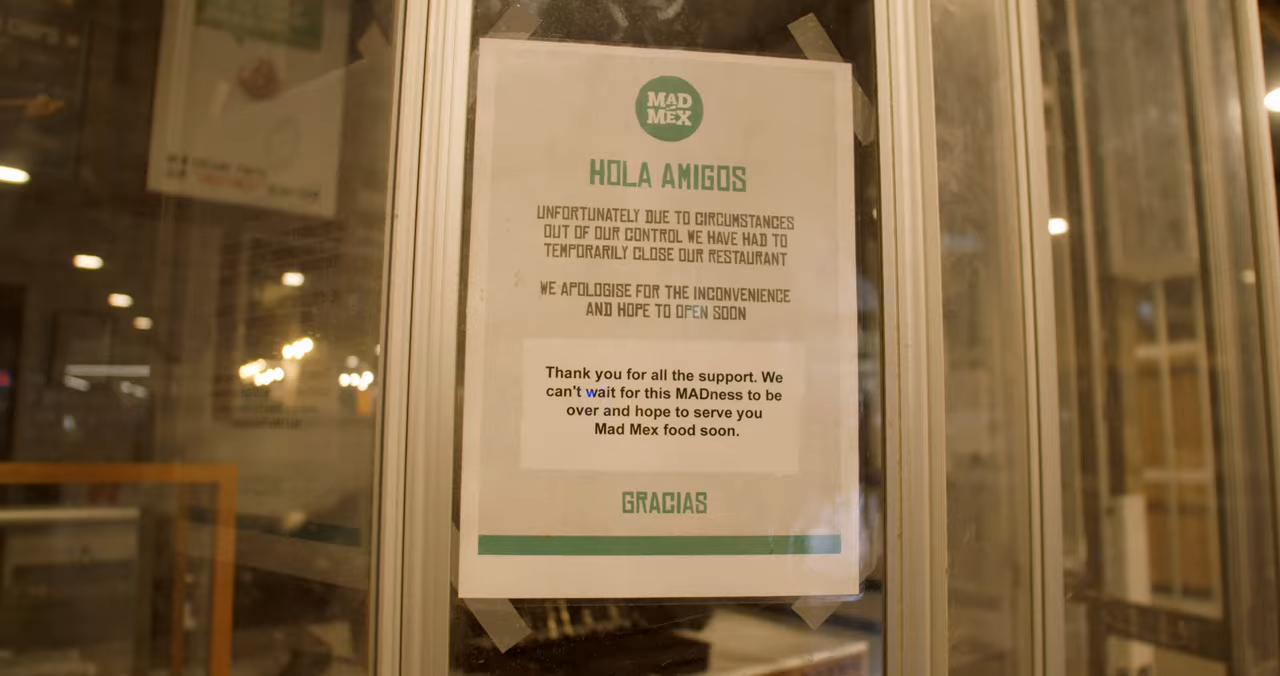 MAD
MEX
HOLA AMIGOS
UNFORTUNATELY DUE TO CIRCUMSTANCES
OUT OF OUR CONTROL WE HAVE HAD TO
TEMPORARILY CLOSE OUR RESTAURANT
WE APOLOGISE FOR THE INCONVENIENCE
AND HOPE TO OPEN SOON
Thank you for all the support. We
can't wait for this MADness to be
over and hope to serve you
Mad Mex food soon.
GRACIAS